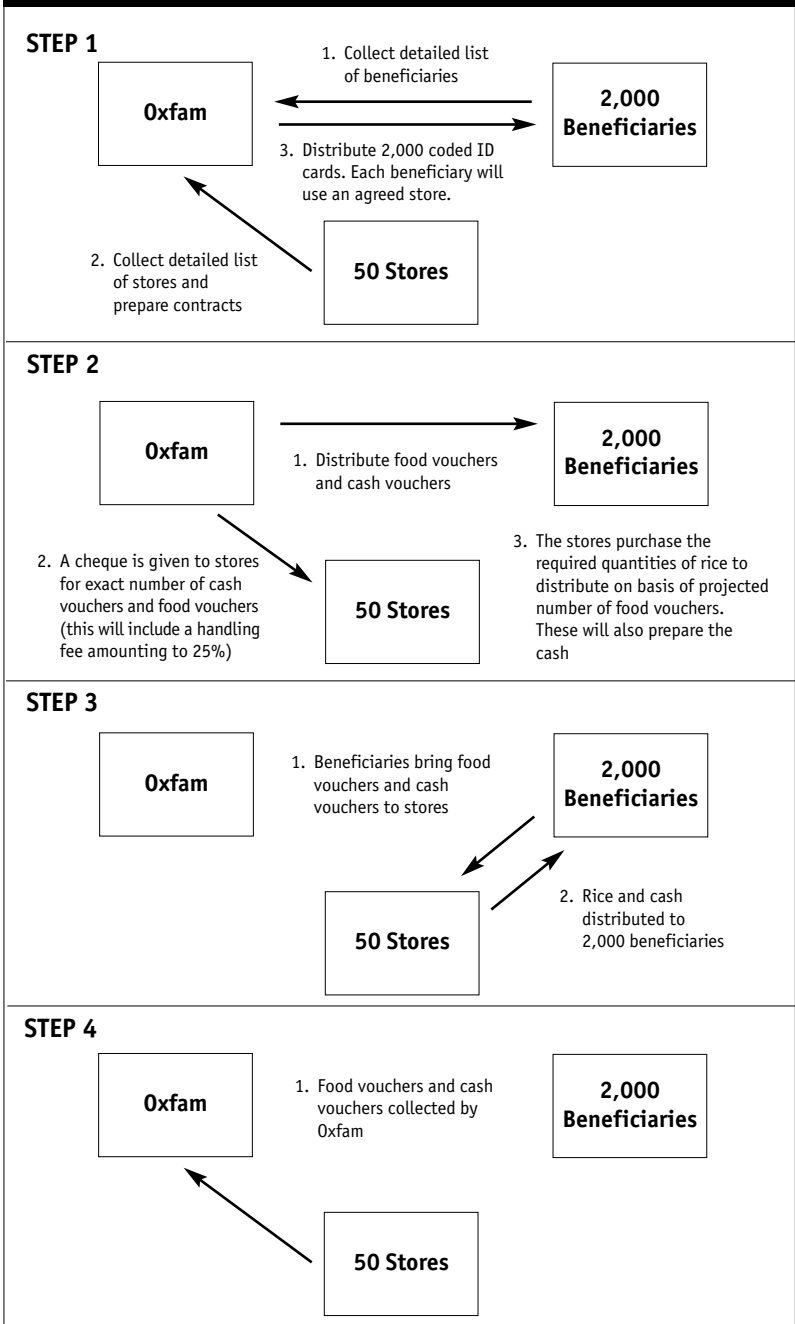 STEP 1
1. Collect detailed list
of beneficiaries
Oxfam
2,000
Beneficiaries
3. Distribute 2,000 coded ID
cards. Each beneficiary will
use an agreed store.
2. Collect detailed list
of stores and
prepare contracts
50 Stores
STEP 2
Oxfam
2,000
Beneficiaries
1. Distribute food vouchers
and cash vouchers
2. A cheque is given to stores
for exact number of cash
vouchers and food vouchers
(this will include a handling
fee amounting to 25%)
50 Stores
3. The stores purchase the
required quantities of rice to
distribute on basis of projected
number of food vouchers.
These will also prepare the
cash
STEP 3
Oxfam
1. Beneficiaries bring food
vouchers and cash
vouchers to stores
2,000
Beneficiaries
50 Stores
2. Rice and cash
distributed to
2,000 beneficiaries
STEP 4
Oxfam
1. Food vouchers and cash
vouchers collected by
Oxfam
2,000
Beneficiaries
50 Stores